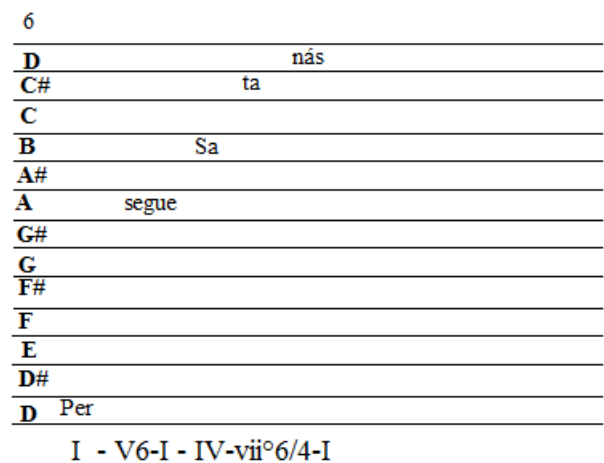 6
D nás
C# ta
C
B Sa
A#
A segue
G#
G
F#
F
E
D#
D Per
I - V6-I - IV-vii°6/4-I